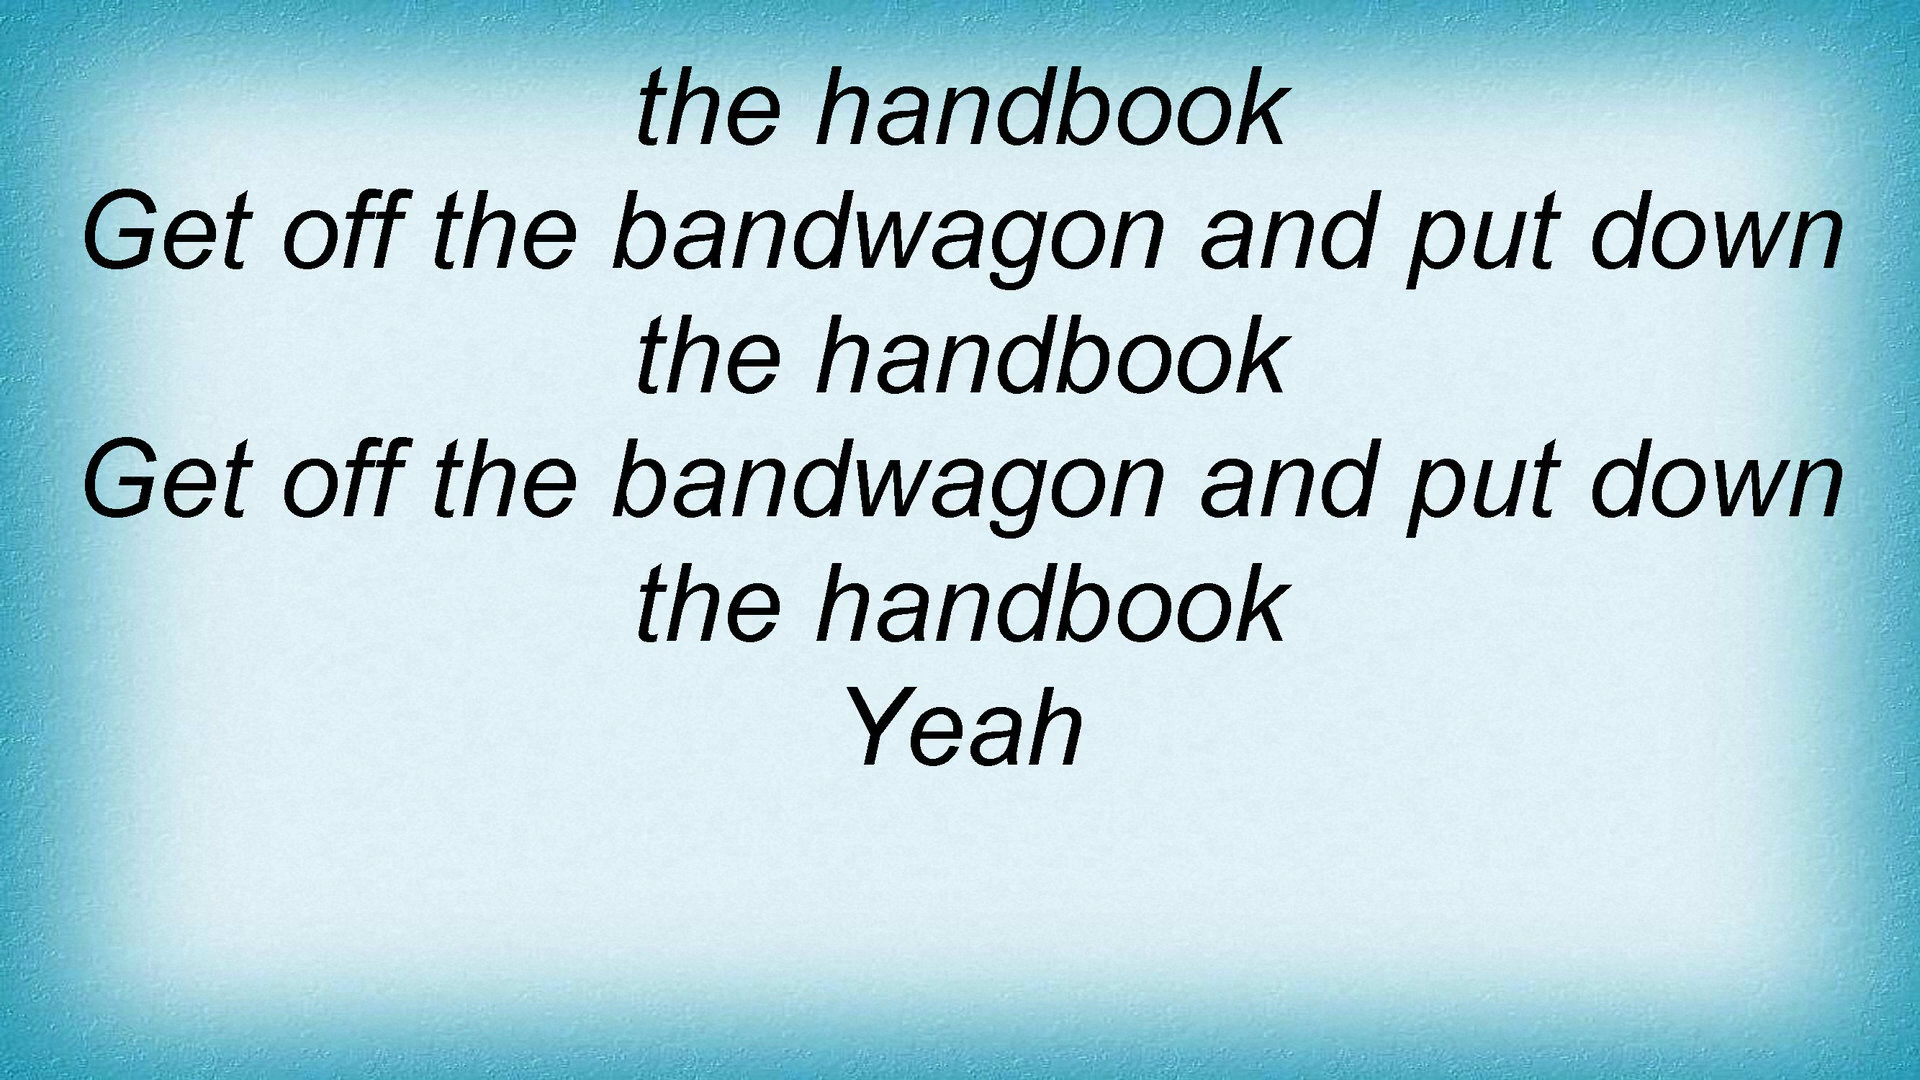 the handbook
Get off the bandwagon and put down
the handbook
Get off the bandwagon and put down
the handbook
Yeah